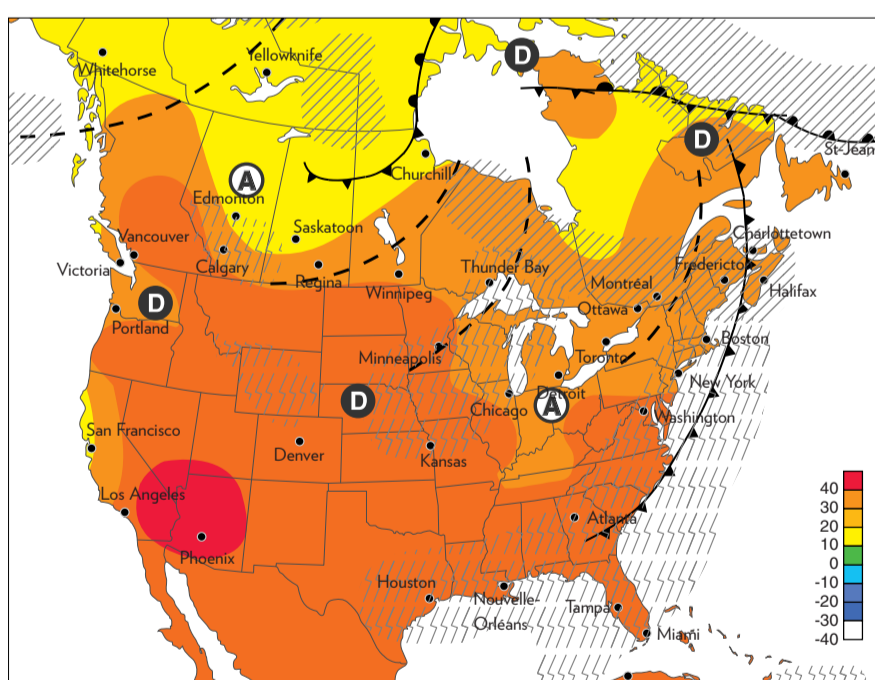 Whitehorse
Yellowknife
D
D
St-Jean
Churchill
A
Edmonton
Saskatoon
Vancouver
Calgary
Victoria
Regina
Winnipeg
Thunder Bay
Charlottetown
Fredericto
Montréal
Halifax
Ottawa
D
Portland
Toronto
Boston
Minneapolis
Detroit
New York
D
Chicago
A
Washington
San Francisco
Denver
Kansas
Los Angeles
Atlanta
Phoenix
Houston
Nouvelle-
Orléans
Tampa
Miami
40
30
20
10
0
-10
-20
-30
-40